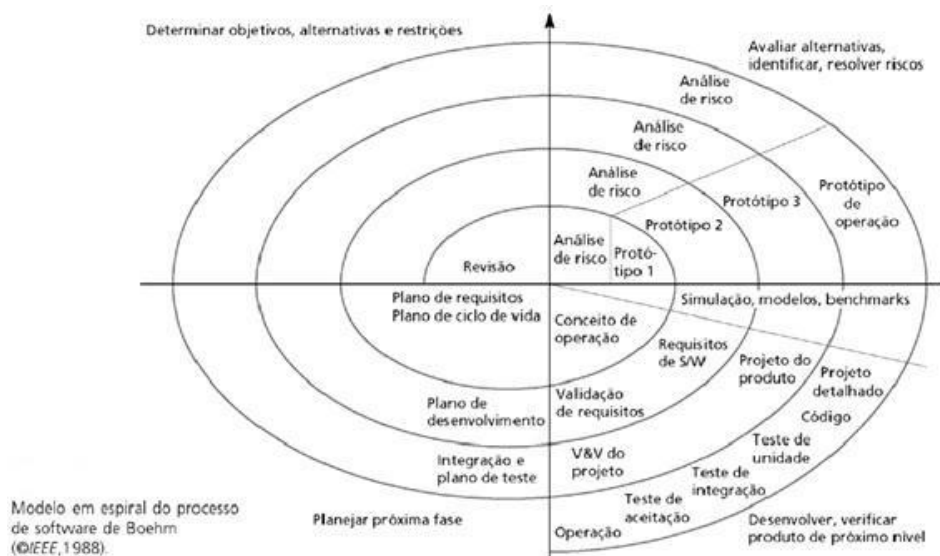 Determinar objetivos, alternativas e restrições
Avaliar alternativas,
identificar, resolver riscos
Análise
de risco
Análise
de risco
Análise
de risco
Protótipo
de
operação
Protótipo 3
Protótipo 2
Análise
de risco
Protó-
tipo 1
Revisão
Plano de requisitos
Plano de ciclo de vida
Simulação, modelos, benchmarks
Conceito de
operação
Requisitos
de S/W
Projeto do
produto
Projeto
detalhado
Código
Plano de
desenvolvimento
Validação
de requisitos
Teste de
unidade
Integração e
plano de teste
V&V do
projeto
Teste de
integração
Teste de
aceitação
Operação
Planejar próxima fase
Desenvolver, verificar
produto de próximo nível
Modelo em espiral do processo
de software de Boehm
(©IEEE,1988).